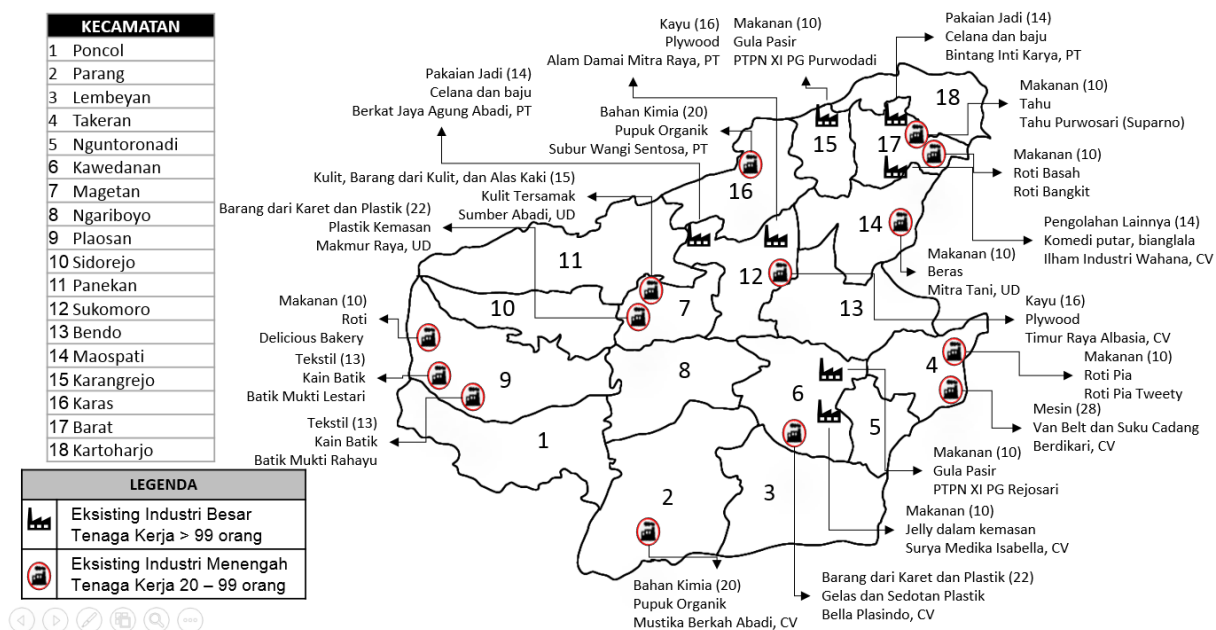 KECAMATAN
1 Poncol
2 Parang
3 Lembeyan
4 Takeran
5 Nguntoronadi
6 Kawedanan
7 Magetan
8 Ngariboyo
9 Plaosan
10 Sidorejo
11 Panekan
12 Sukomoro
13 Bendo
14 Maospati
15 Karangrejo
16 Karas
17 Barat
18 Kartoharjo
LEGENDA
Eksisting Industri Besar
Tenaga Kerja > 99 orang
Eksisting Industri Menengah
Tenaga Kerja 20 – 99 orang
Kayu (16)
Plywood
Alam Damai Mitra Raya, PT
Makanan (10)
Gula Pasir
PTPN XI PG Purwodadi
Pakaian Jadi (14)
Celana dan baju
Bintang Inti Karya, PT
Pakaian Jadi (14)
Celana dan baju
Berkat Jaya Agung Abadi, PT
Bahan Kimia (20)
Pupuk Organik
Subur Wangi Sentosa, PT
Makanan (10)
Tahu
Tahu Purwosari (Suparno)
Makanan (10)
Roti Basah
Roti Bangkit
Kulit, Barang dari Kulit, dan Alas Kaki (15)
Kulit Tersamak
Sumber Abadi, UD
Barang dari Karet dan Plastik (22)
Plastik Kemasan
Makmur Raya, UD
Pengolahan Lainnya (14)
Komedi putar, bianglala
Ilham Industri Wahana, CV
Makanan (10)
Beras
Mitra Tani, UD
Makanan (10)
Roti
Delicious Bakery
Kayu (16)
Plywood
Timur Raya Albasia, CV
Tekstil (13)
Kain Batik
Batik Mukti Lestari
Makanan (10)
Roti Pia
Roti Pia Tweety
Tekstil (13)
Kain Batik
Batik Mukti Rahayu
Mesin (28)
Van Belt dan Suku Cadang
Berdikari, CV
Makanan (10)
Gula Pasir
PTPN XI PG Rejosari
Makanan (10)
Jelly dalam kemasan
Surya Medika Isabella, CV
Bahan Kimia (20)
Pupuk Organik
Mustika Berkah Abadi, CV
Barang dari Karet dan Plastik (22)
Gelas dan Sedotan Plastik
Bella Plasindo, CV
18
15
17
16
14
11
12
10
7
13
9
8
4
6
5
1
2
3